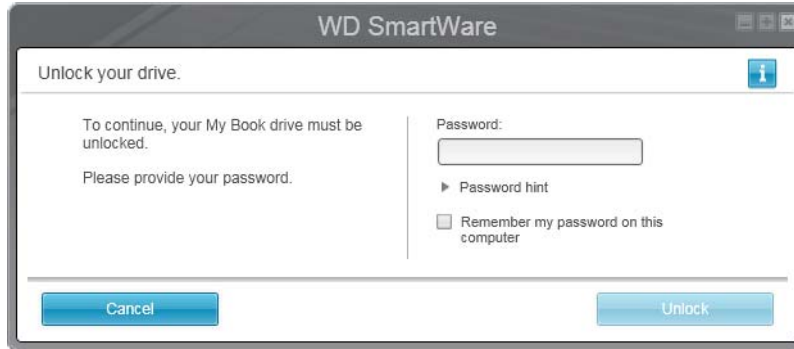 WD SmartWare
Unlock your drive.
To continue, your My Book drive must be
unlocked.
Please provide your password.
Password:
Password hint
Remember my password on this
computer
Cancel
Unlock